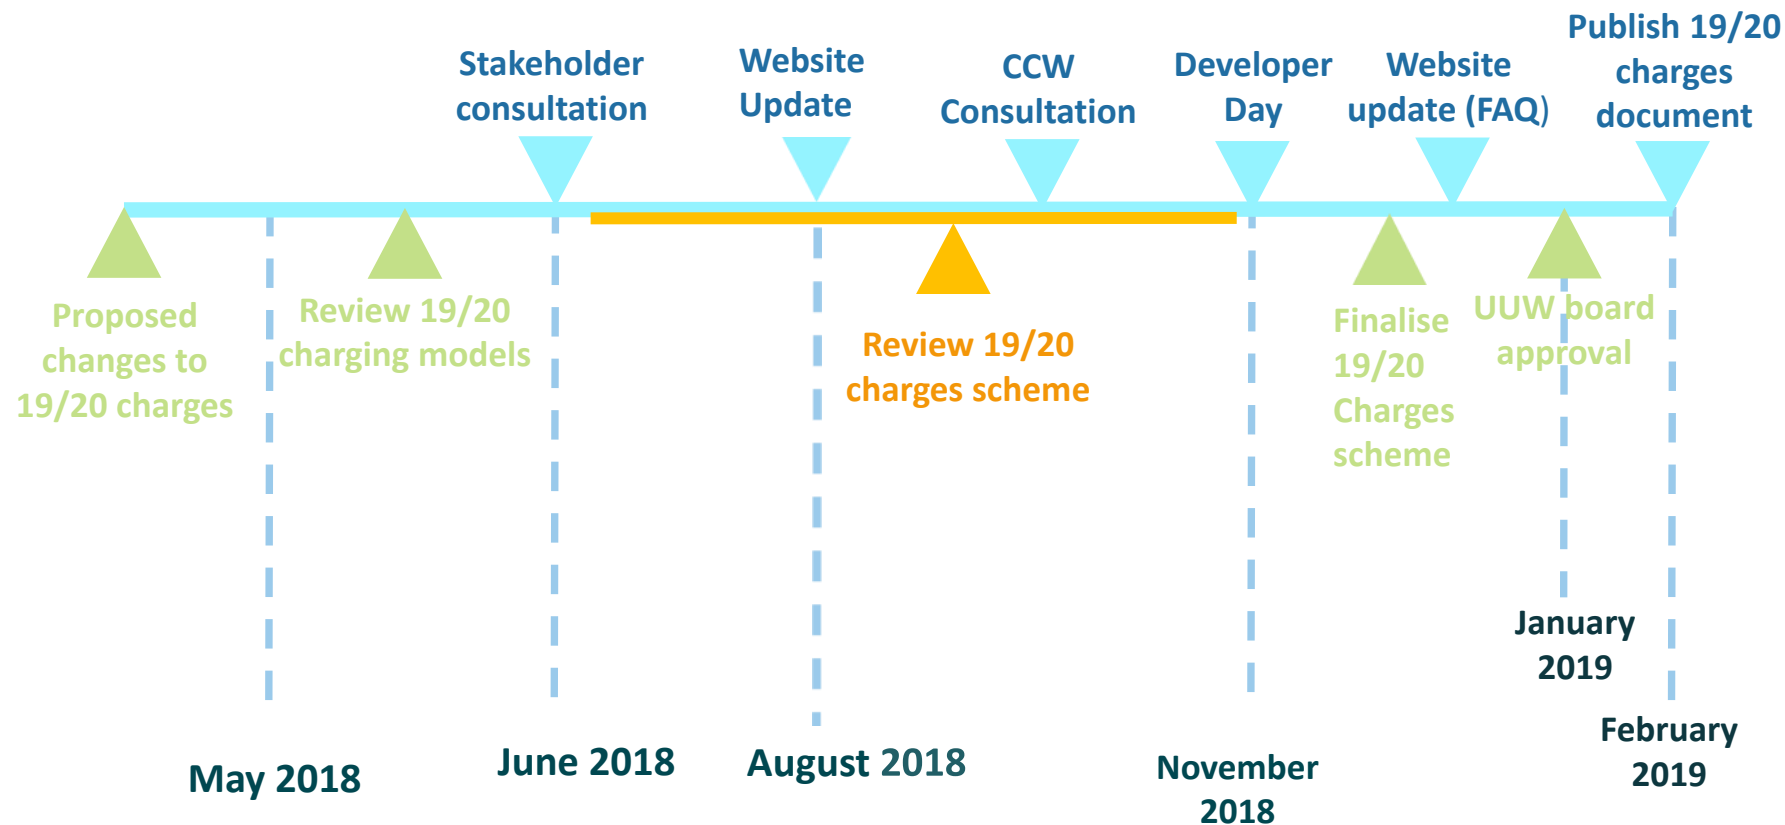 Stakeholder
consultation
Website
Update
CCW
Consultation
Developer
Day
Website
update (FAQ)
Publish 19/20
charges
document
Proposed
changes to
19/20 charges
Review 19/20
charging models
Review 19/20
charges scheme
Finalise
19/20
Charges
scheme
UUW board
approval
May 2018
June 2018
August 2018
November
2018
January
2019
February
2019